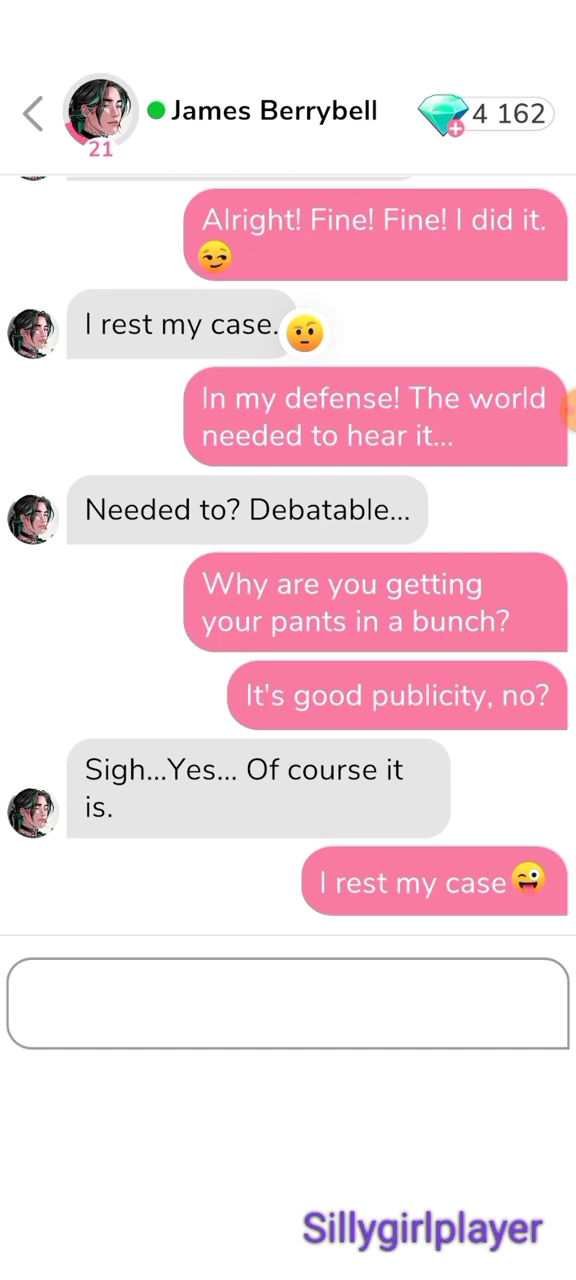 James Berrybell
4 162
21
Alright! Fine! Fine! I did it.
😏
I rest my case.
🤨
In my defense! The world
needed to hear it...
Needed to? Debatable...
Why are you getting
your pants in a bunch?
It's good publicity, no?
Sigh...Yes... Of course it
is.
I rest my case😜
Sillygirlplayer